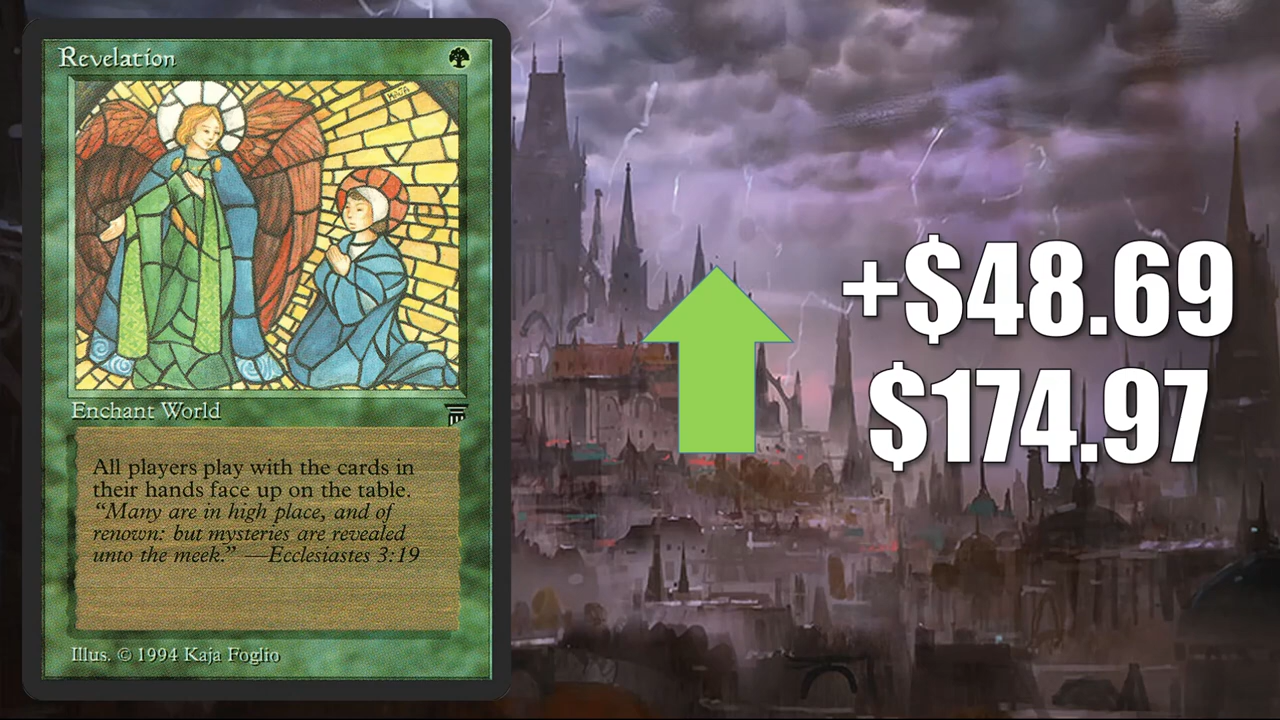 Revelation
Enchant World
All players play with the cards in
their hands face up on the table.
“Many are in high place, and of
renown: but mysteries are revealed
unto the meek.” —Ecclesiastes 3:19
Illus. © 1994 Kaja Foglio
+$48.69
$174.97